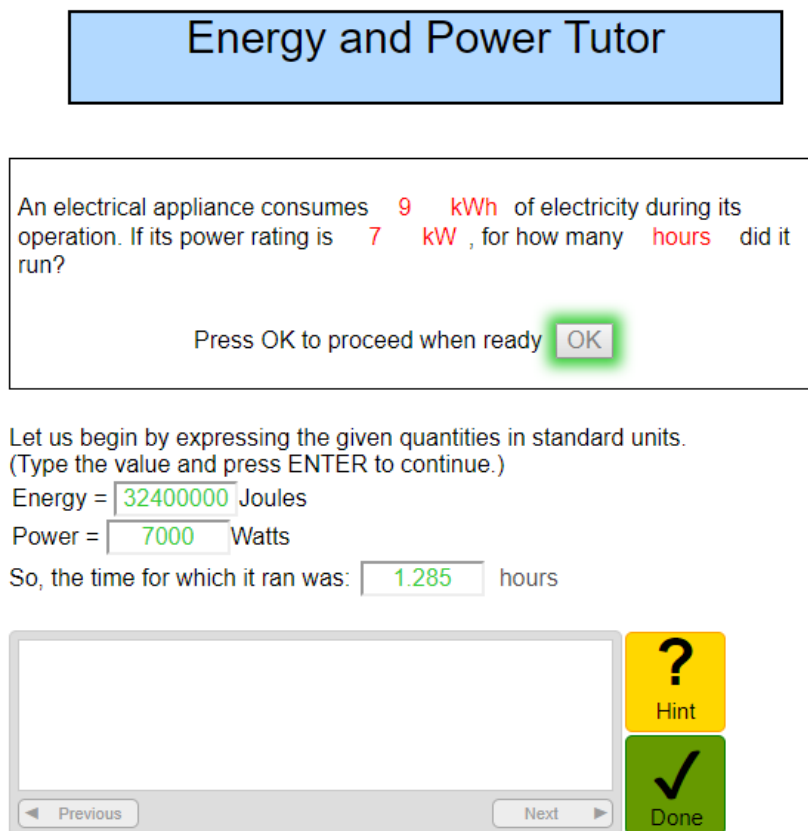 Energy and Power Tutor
An electrical appliance consumes 9 kWh of electricity during its
operation. If its power rating is 7 kW , for how many hours did it
run?
Press OK to proceed when ready OK
Let us begin by expressing the given quantities in standard units.
(Type the value and press ENTER to continue.)
Energy = 32400000 Joules
Power = 7000 Watts
So, the time for which it ran was: 1.285 hours
?
Hint
✓
Done
◄ Previous
Next ►